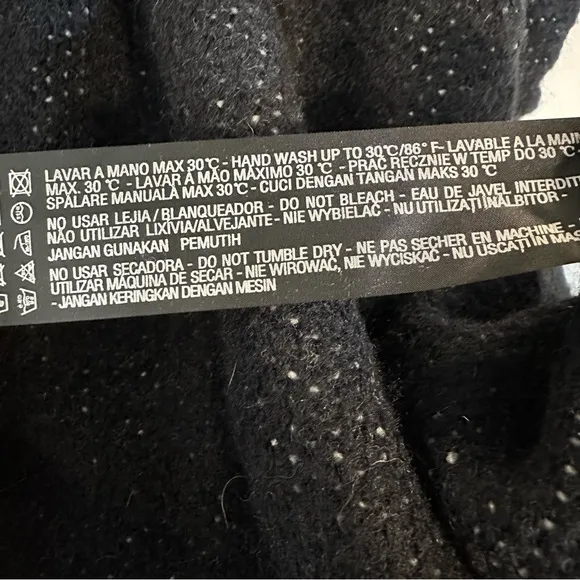 LAVAR A MANO MAX 30°C - HAND WASH UP TO 30°C/86° F- LAVABLE A LA MAIN
MAX. 30 °C - LAVAR A MÃO MÁXIMO 30 °C - PRAĆ RĘCZNIE W TEMP DO 30 °C -
SPĂLARE MANUALĂ MAX 30°C - CUCI DENGAN TANGAN MAKS 30 °C
NO USAR LEJIA / BLANQUEADOR - DO NOT BLEACH - EAU DE JAVEL INTERDITE
NÃO UTILIZAR LIXÍVIA/ALVEJANTE - NIE WYBIELAĆ - NU UTILIZAȚI ÎNĂLBITOR -
JANGAN GUNAKAN PEMUTIH
NO USAR SECADORA - DO NOT TUMBLE DRY - NE PAS SECHER EN MACHINE -
UTILIZAR MÁQUINA DE SECAR - NIE WIROWAĆ, NIE WYCISKAĆ - NU USCAȚI ÎN MAȘ
- JANGAN KERINGKAN DENGAN MESIN